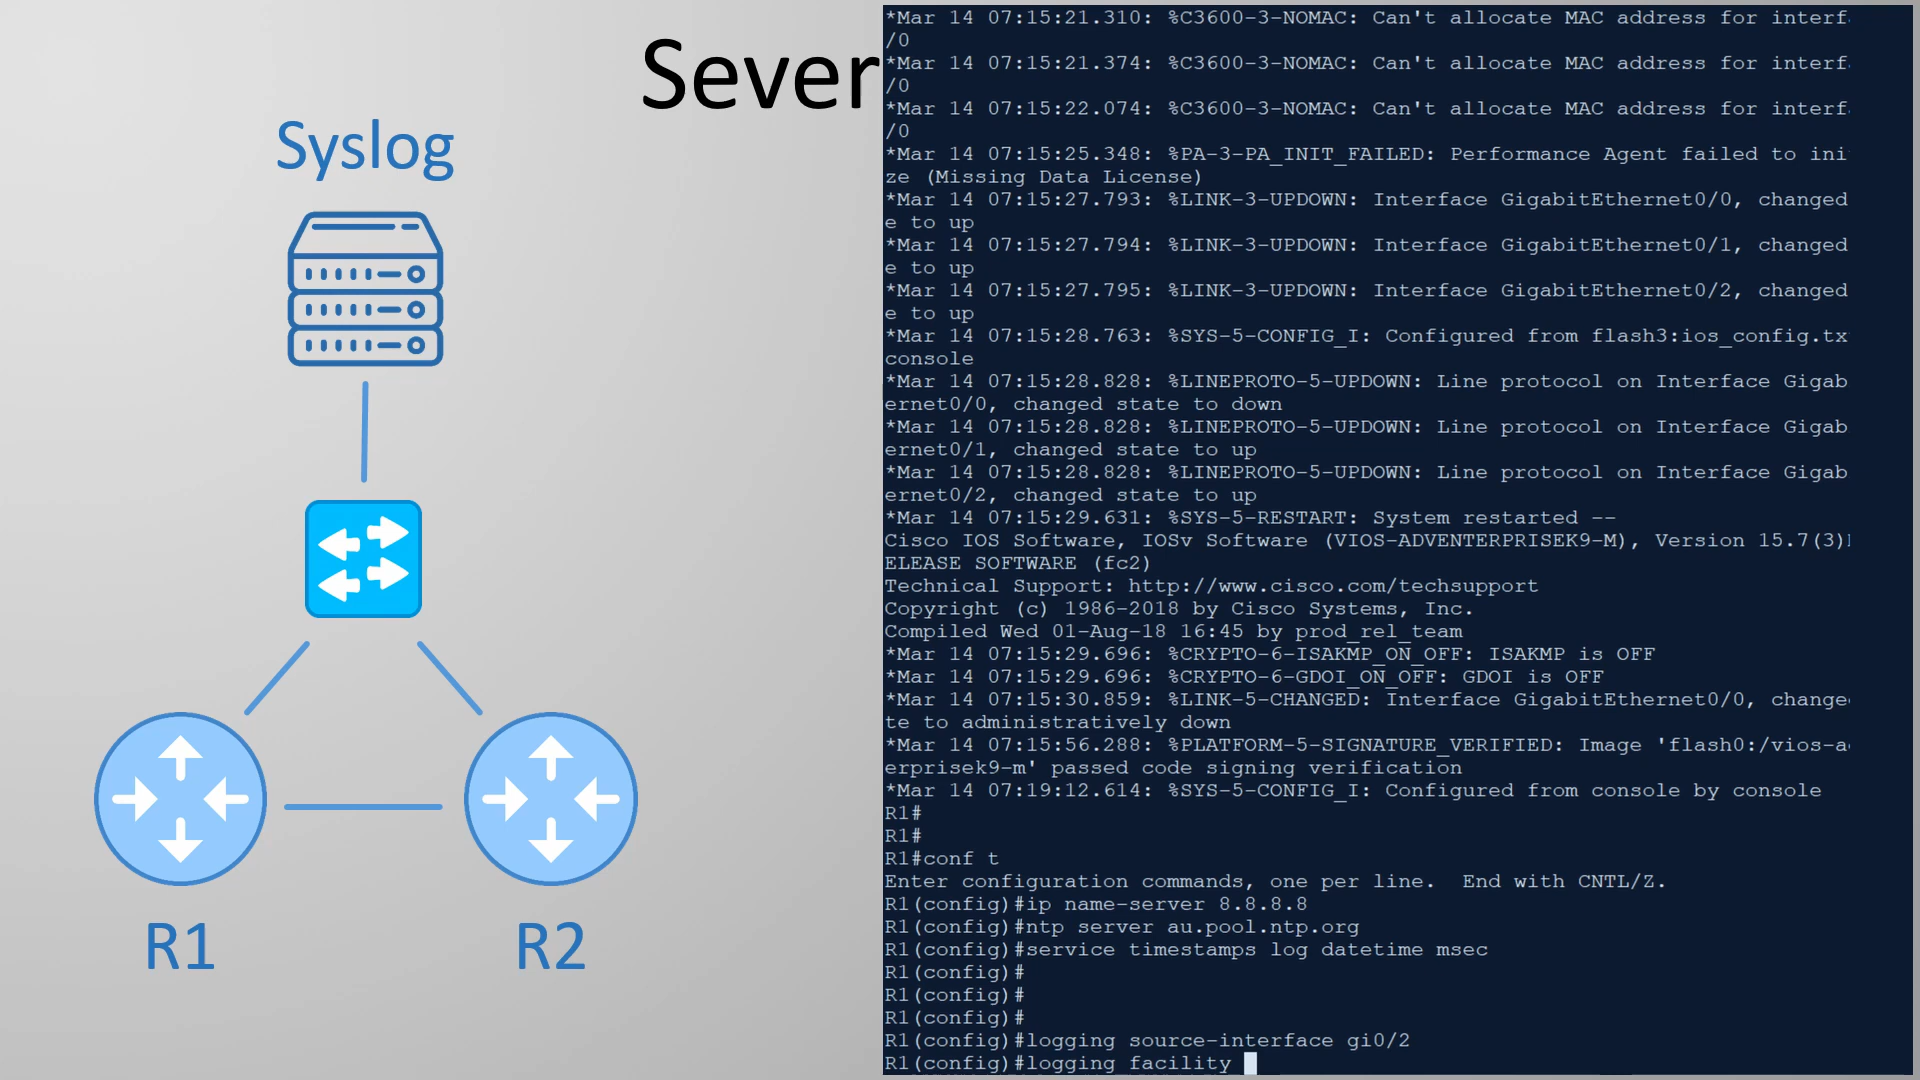 Sever
Syslog
R1
R2
*Mar 14 07:15:21.310: %C3600-3-NOMAC: Can't allocate MAC address for interf
/0
*Mar 14 07:15:21.374: %C3600-3-NOMAC: Can't allocate MAC address for interf
/0
*Mar 14 07:15:22.074: %C3600-3-NOMAC: Can't allocate MAC address for interf
/0
*Mar 14 07:15:25.348: %PA-3-PA_INIT_FAILED: Performance Agent failed to ini
ze (Missing Data License)
*Mar 14 07:15:27.793: %LINK-3-UPDOWN: Interface GigabitEthernet0/0, changed
e to up
*Mar 14 07:15:27.794: %LINK-3-UPDOWN: Interface GigabitEthernet0/1, changed
e to up
*Mar 14 07:15:27.795: %LINK-3-UPDOWN: Interface GigabitEthernet0/2, changed
e to up
*Mar 14 07:15:28.763: %SYS-5-CONFIG_I: Configured from flash3:ios_config.tx
console
*Mar 14 07:15:28.828: %LINEPROTO-5-UPDOWN: Line protocol on Interface Gigab
ernet0/0, changed state to down
*Mar 14 07:15:28.828: %LINEPROTO-5-UPDOWN: Line protocol on Interface Gigab
ernet0/1, changed state to up
*Mar 14 07:15:28.828: %LINEPROTO-5-UPDOWN: Line protocol on Interface Gigab
ernet0/2, changed state to up
*Mar 14 07:15:29.631: %SYS-5-RESTART: System restarted --
Cisco IOS Software, IOSv Software (VIOS-ADVENTERPRISEK9-M), Version 15.7(3)
ELEASE SOFTWARE (fc2)
Technical Support: http://www.cisco.com/techsupport
Copyright (c) 1986-2018 by Cisco Systems, Inc.
Compiled Wed 01-Aug-18 16:45 by prod_rel_team
*Mar 14 07:15:29.696: %CRYPTO-6-ISAKMP_ON_OFF: ISAKMP is OFF
*Mar 14 07:15:29.696: %CRYPTO-6-GDOI_ON_OFF: GDOI is OFF
*Mar 14 07:15:30.859: %LINK-5-CHANGED: Interface GigabitEthernet0/0, change
te to administratively down
*Mar 14 07:15:56.288: %PLATFORM-5-SIGNATURE_VERIFIED: Image 'flash0:/vios-a
erprisek9-m' passed code signing verification
*Mar 14 07:19:12.614: %SYS-5-CONFIG_I: Configured from console by console
R1#
R1#
R1#conf t
Enter configuration commands, one per line.  End with CNTL/Z.
R1(config)#ip name-server 8.8.8.8
R1(config)#ntp server au.pool.ntp.org
R1(config)#service timestamps log datetime msec
R1(config)#
R1(config)#
R1(config)#
R1(config)#logging source-interface gi0/2
R1(config)#logging facility